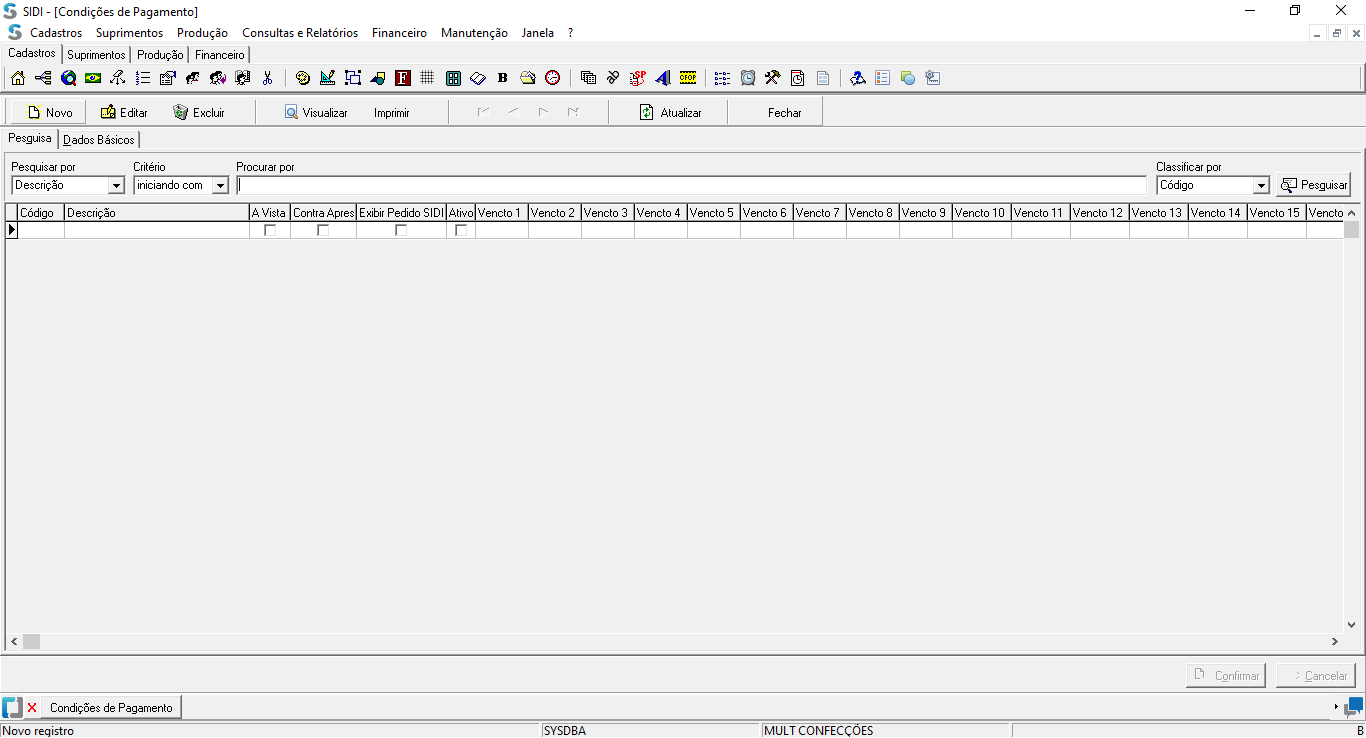 SIDI - [Condições de Pagamento]
Cadastros Suprimentos Produção Consultas e Relatórios Financeiro Manutenção Janela ?
Cadastros Suprimentos Produção Financeiro
F B SP CFOP
Novo Editar Excluir Visualizar Imprimir Atualizar Fechar
Pesquisa Dados Básicos
Pesquisar por Critério Procurar por Classificar por
Descrição iniciando com Código Pesquisar
Código Descrição A Vista Contra Apres Exibir Pedido SIDI Ativo Vencto 1 Vencto 2 Vencto 3 Vencto 4 Vencto 5 Vencto 6 Vencto 7 Vencto 8 Vencto 9 Vencto 10 Vencto 11 Vencto 12 Vencto 13 Vencto 14 Vencto 15 Vencto
Confirmar Cancelar
Condições de Pagamento
Novo registro SYSDBA MULT CONFECÇÕES B